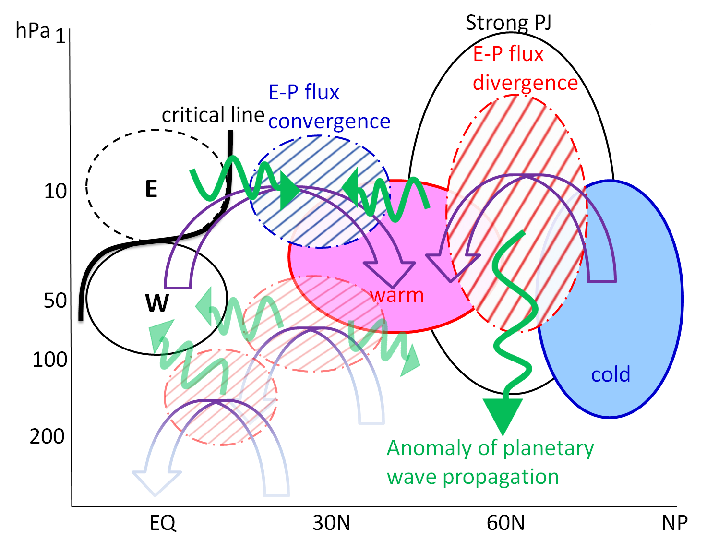 Strong PJ
hPa 1
E-P flux
divergence
E-P flux
convergence
critical line
E
10
W
50
warm
100
cold
200
Anomaly of planetary
wave propagation
EQ 30N 60N NP